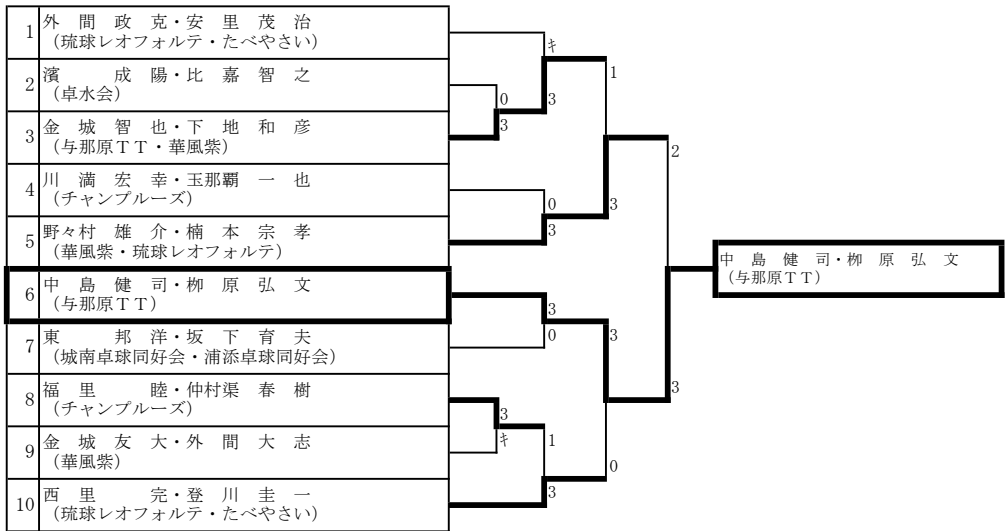 1 外 間 政 克・安 里 茂 治
（琉球レオフォルテ・たべやさい）
2 濱 成 陽・比 嘉 智 之
（卓水会）
3 金 城 智 也・下 地 和 彦
（与那原ＴＴ・華風紫）
4 川 満 宏 幸・玉那覇 一 也
（チャンプルーズ）
5 野々村 雄 介・楠 本 宗 孝
（華風紫・琉球レオフォルテ）
6 中 島 健 司・栁 原 弘 文
（与那原ＴＴ）
7 東 邦 洋・坂 下 育 夫
（城南卓球同好会・浦添卓球同好会）
8 福 里 睦・仲村渠 春 樹
（チャンプルーズ）
9 金 城 友 大・外 間 大 志
（華風紫）
10 西 里 完・登 川 圭 一
（琉球レオフォルテ・たべやさい）
ｷ
3
0
3
0
3
3
0
3
ｷ
1
3
1
3
3
0
2
3
中 島 健 司・栁 原 弘 文
（与那原ＴＴ）